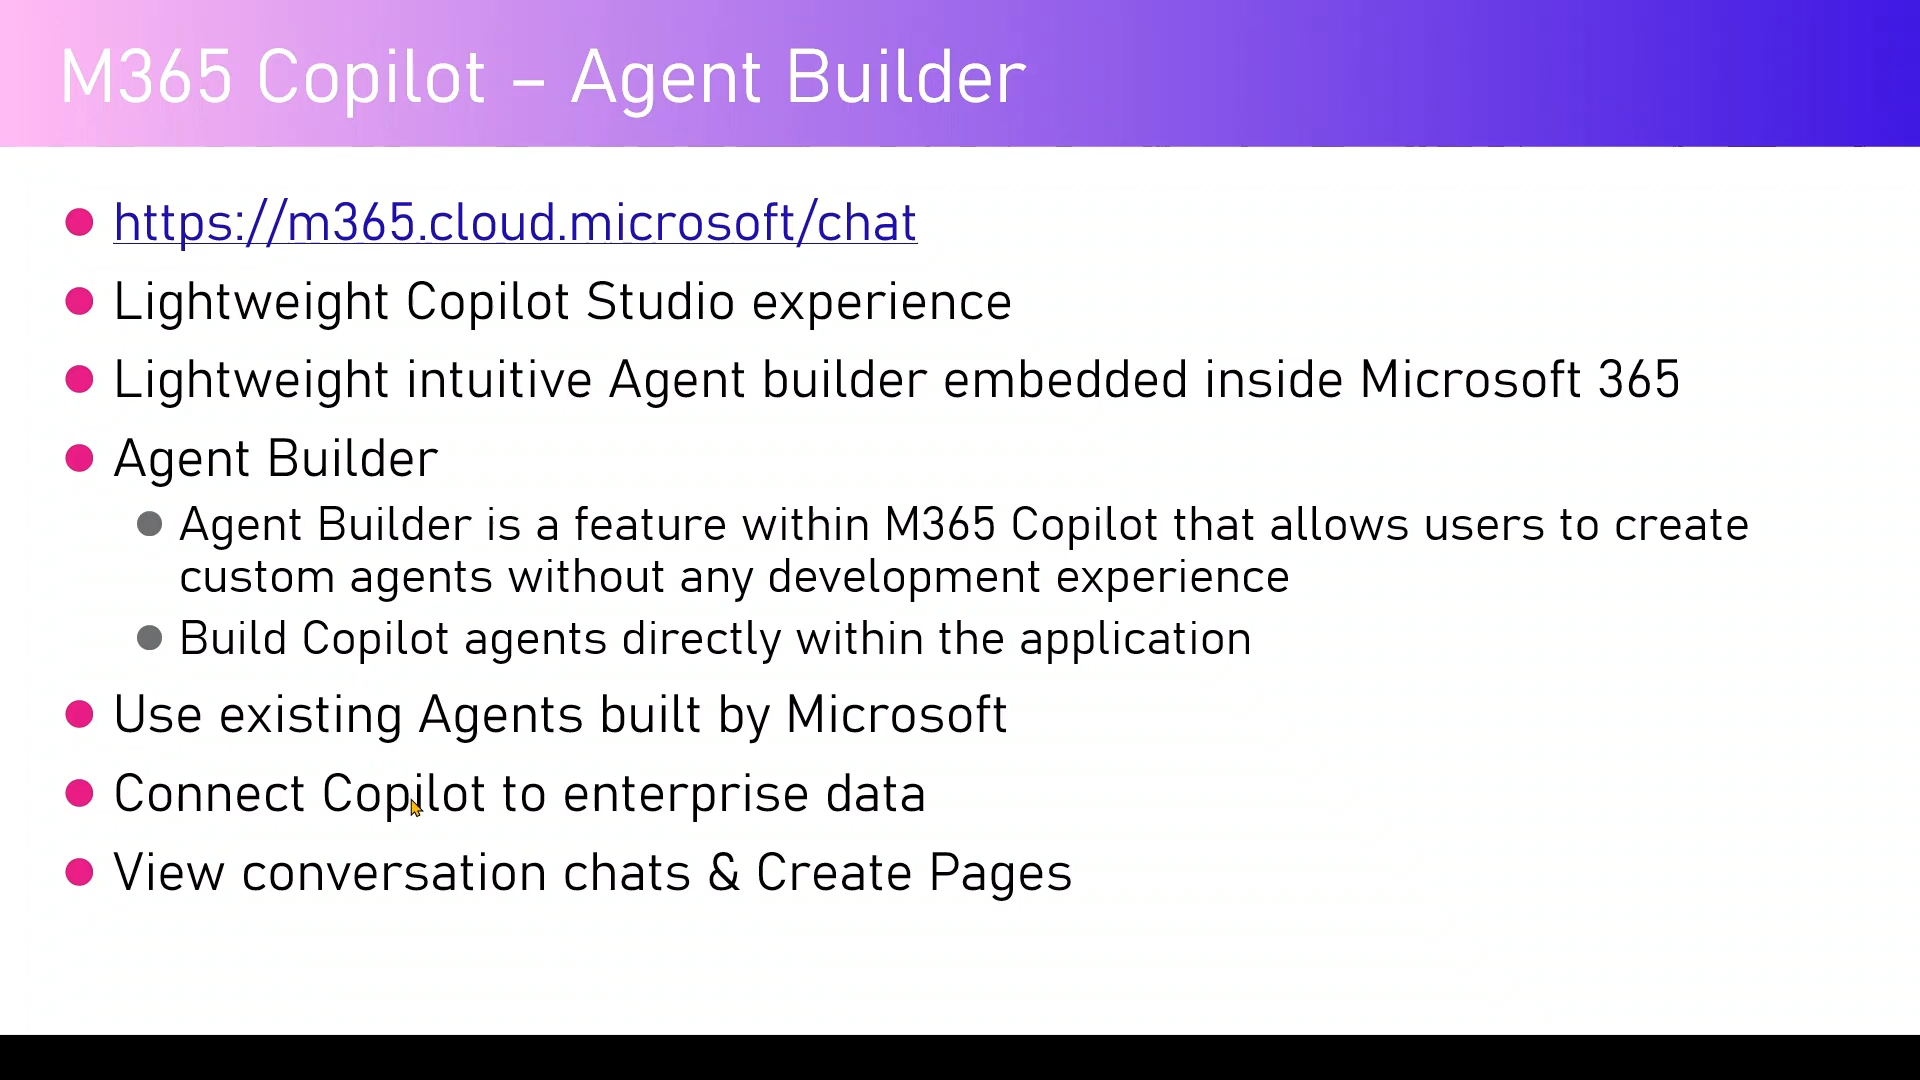 M365 Copilot – Agent Builder
https://m365.cloud.microsoft/chat
Lightweight Copilot Studio experience
Lightweight intuitive Agent builder embedded inside Microsoft 365
Agent Builder
Agent Builder is a feature within M365 Copilot that allows users to create
custom agents without any development experience
Build Copilot agents directly within the application
Use existing Agents built by Microsoft
Connect Copilot to enterprise data
View conversation chats & Create Pages